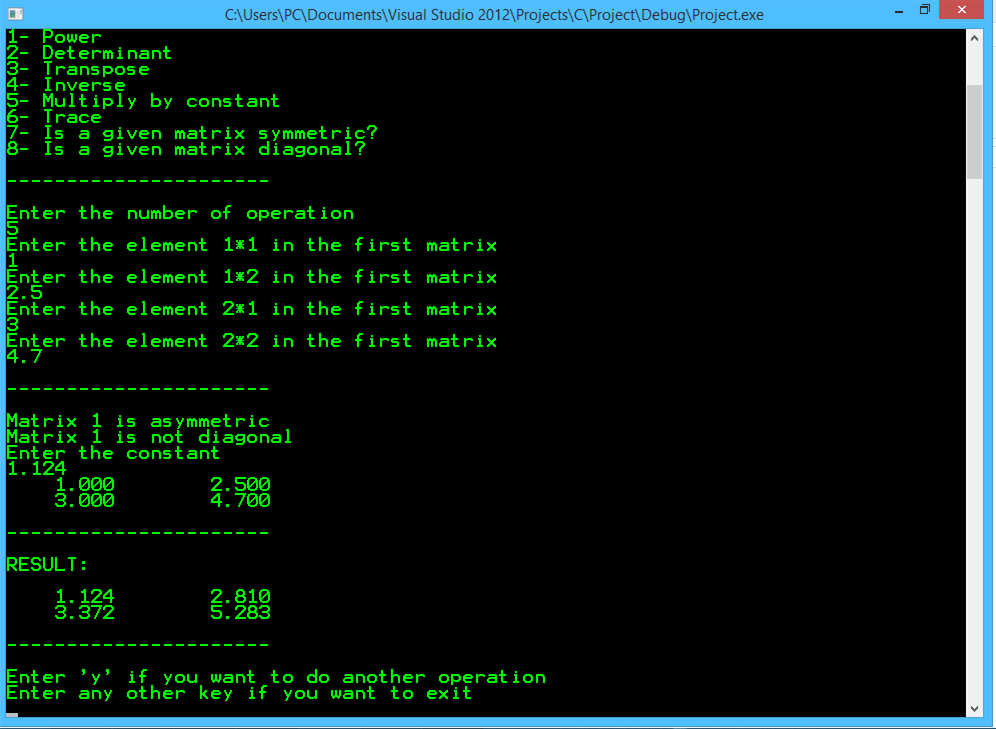 C:\Users\PC\Documents\Visual Studio 2012\Projects\C\Project\Debug\Project.exe
1- Power
2- Determinant
3- Transpose
4- Inverse
5- Multiply by constant
6- Trace
7- Is a given matrix symmetric?
8- Is a given matrix diagonal?
----------------------
Enter the number of operation
5
Enter the element 1*1 in the first matrix
1
Enter the element 1*2 in the first matrix
2.5
Enter the element 2*1 in the first matrix
3
Enter the element 2*2 in the first matrix
4.7
----------------------
Matrix 1 is asymmetric
Matrix 1 is not diagonal
Enter the constant
1.124
1.000 2.500
3.000 4.700
----------------------
RESULT:
1.124 2.810
3.372 5.283
----------------------
Enter 'y' if you want to do another operation
Enter any other key if you want to exit